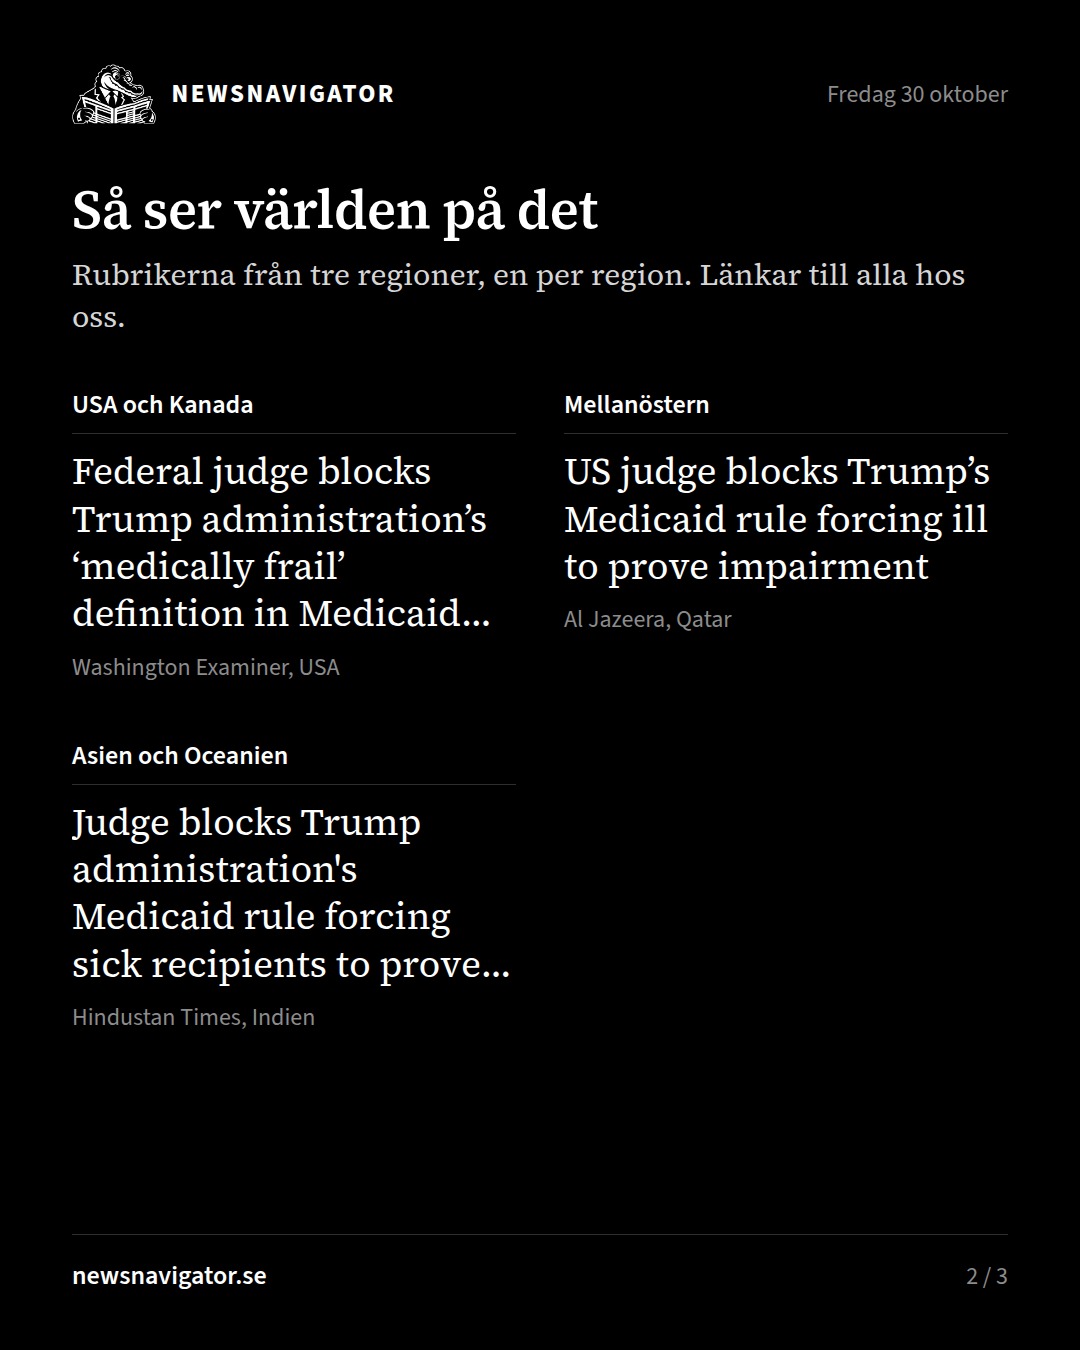 NEWSNAVIGATOR
Fredag 30 oktober
Så ser världen på det
Rubrikerna från tre regioner, en per region. Länkar till alla hos
oss.
USA och Kanada
Federal judge blocks
Trump administration’s
‘medically frail’
definition in Medicaid...
Washington Examiner, USA
Mellanöstern
US judge blocks Trump’s
Medicaid rule forcing ill
to prove impairment
Al Jazeera, Qatar
Asien och Oceanien
Judge blocks Trump
administration's
Medicaid rule forcing
sick recipients to prove...
Hindustan Times, Indien
newsnavigator.se
2 / 3